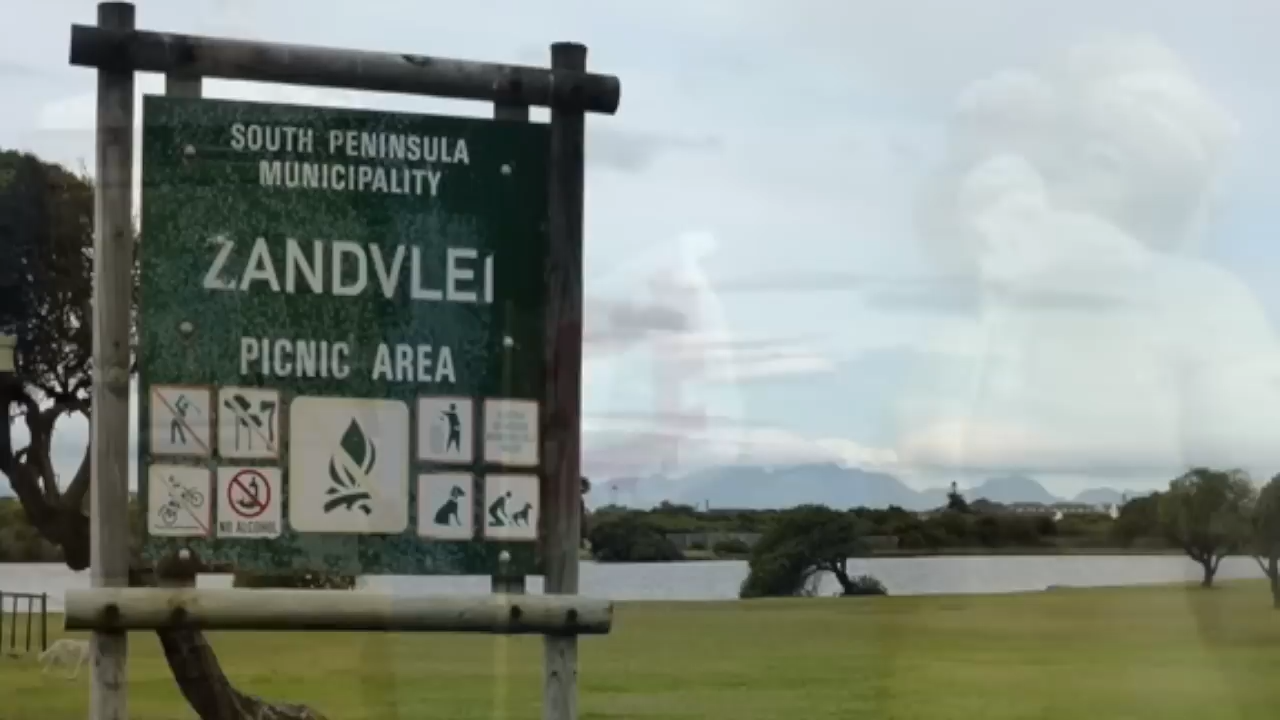 SOUTH PENINSULA
MUNICIPALITY
ZANDVLEI
PICNIC AREA
NO ALCOHOL